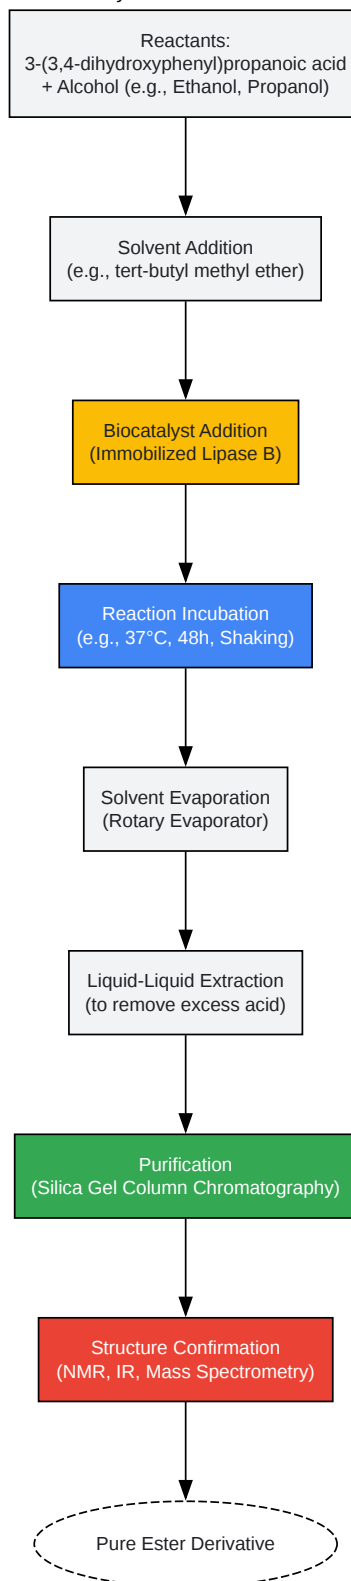 Reactants:
3-(3,4-dihydroxyphenyl)propanoic acid
+ Alcohol (e.g., Ethanol, Propanol)
Solvent Addition
(e.g., tert-butyl methyl ether)
Biocatalyst Addition
(Immobilized Lipase B)
Reaction Incubation
(e.g., 37°C, 48h, Shaking)
Solvent Evaporation
(Rotary Evaporator)
Liquid-Liquid Extraction
(to remove excess acid)
Purification
(Silica Gel Column Chromatography)
Structure Confirmation
(NMR, IR, Mass Spectrometry)
Pure Ester Derivative